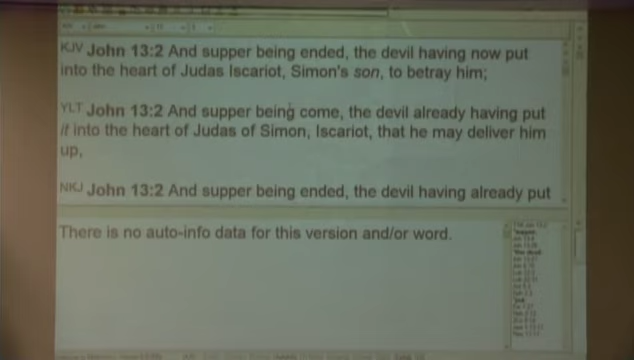 KJV John 13:2 And supper being ended, the devil having now put
into the heart of Judas Iscariot, Simon's son, to betray him;
YLT John 13:2 And supper being come, the devil already having put
it into the heart of Judas of Simon, Iscariot, that he may deliver him
up,
NKJ John 13:2 And supper being ended, the devil having already put
There is no auto-info data for this version and/or word.